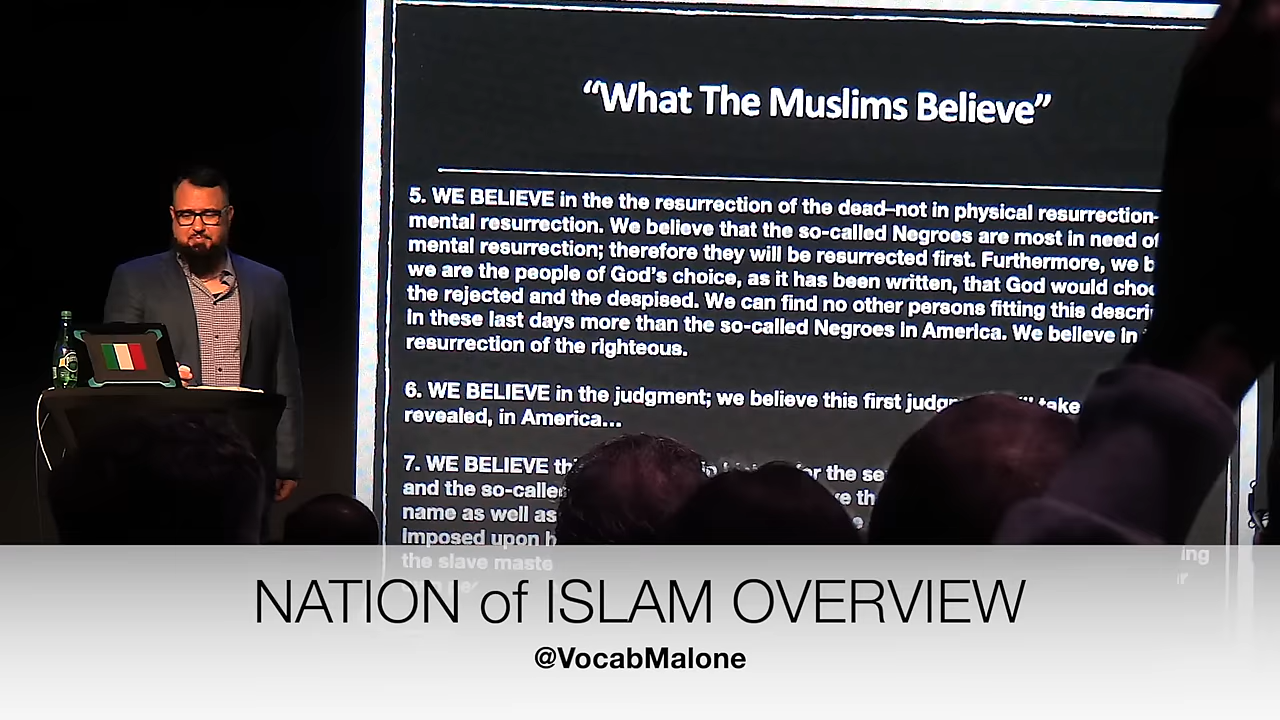 “What The Muslims Believe”
5. WE BELIEVE in the the resurrection of the dead–not in physical resurrection–
mental resurrection. We believe that the so-called Negroes are most in need of
mental resurrection; therefore they will be resurrected first. Furthermore, we
we are the people of God’s choice, as it has been written, that God would
the rejected and the despised. We can find no other persons fitting this
in these last days more than the so-called Negroes in America. We believe in
resurrection of the righteous.
6. WE BELIEVE in the judgment; we believe this first take
revealed, in America...
7. WE BELIEVE for the
and the
name as well as
imposed upon
the slave
NATION of ISLAM OVERVIEW
@VocabMalone